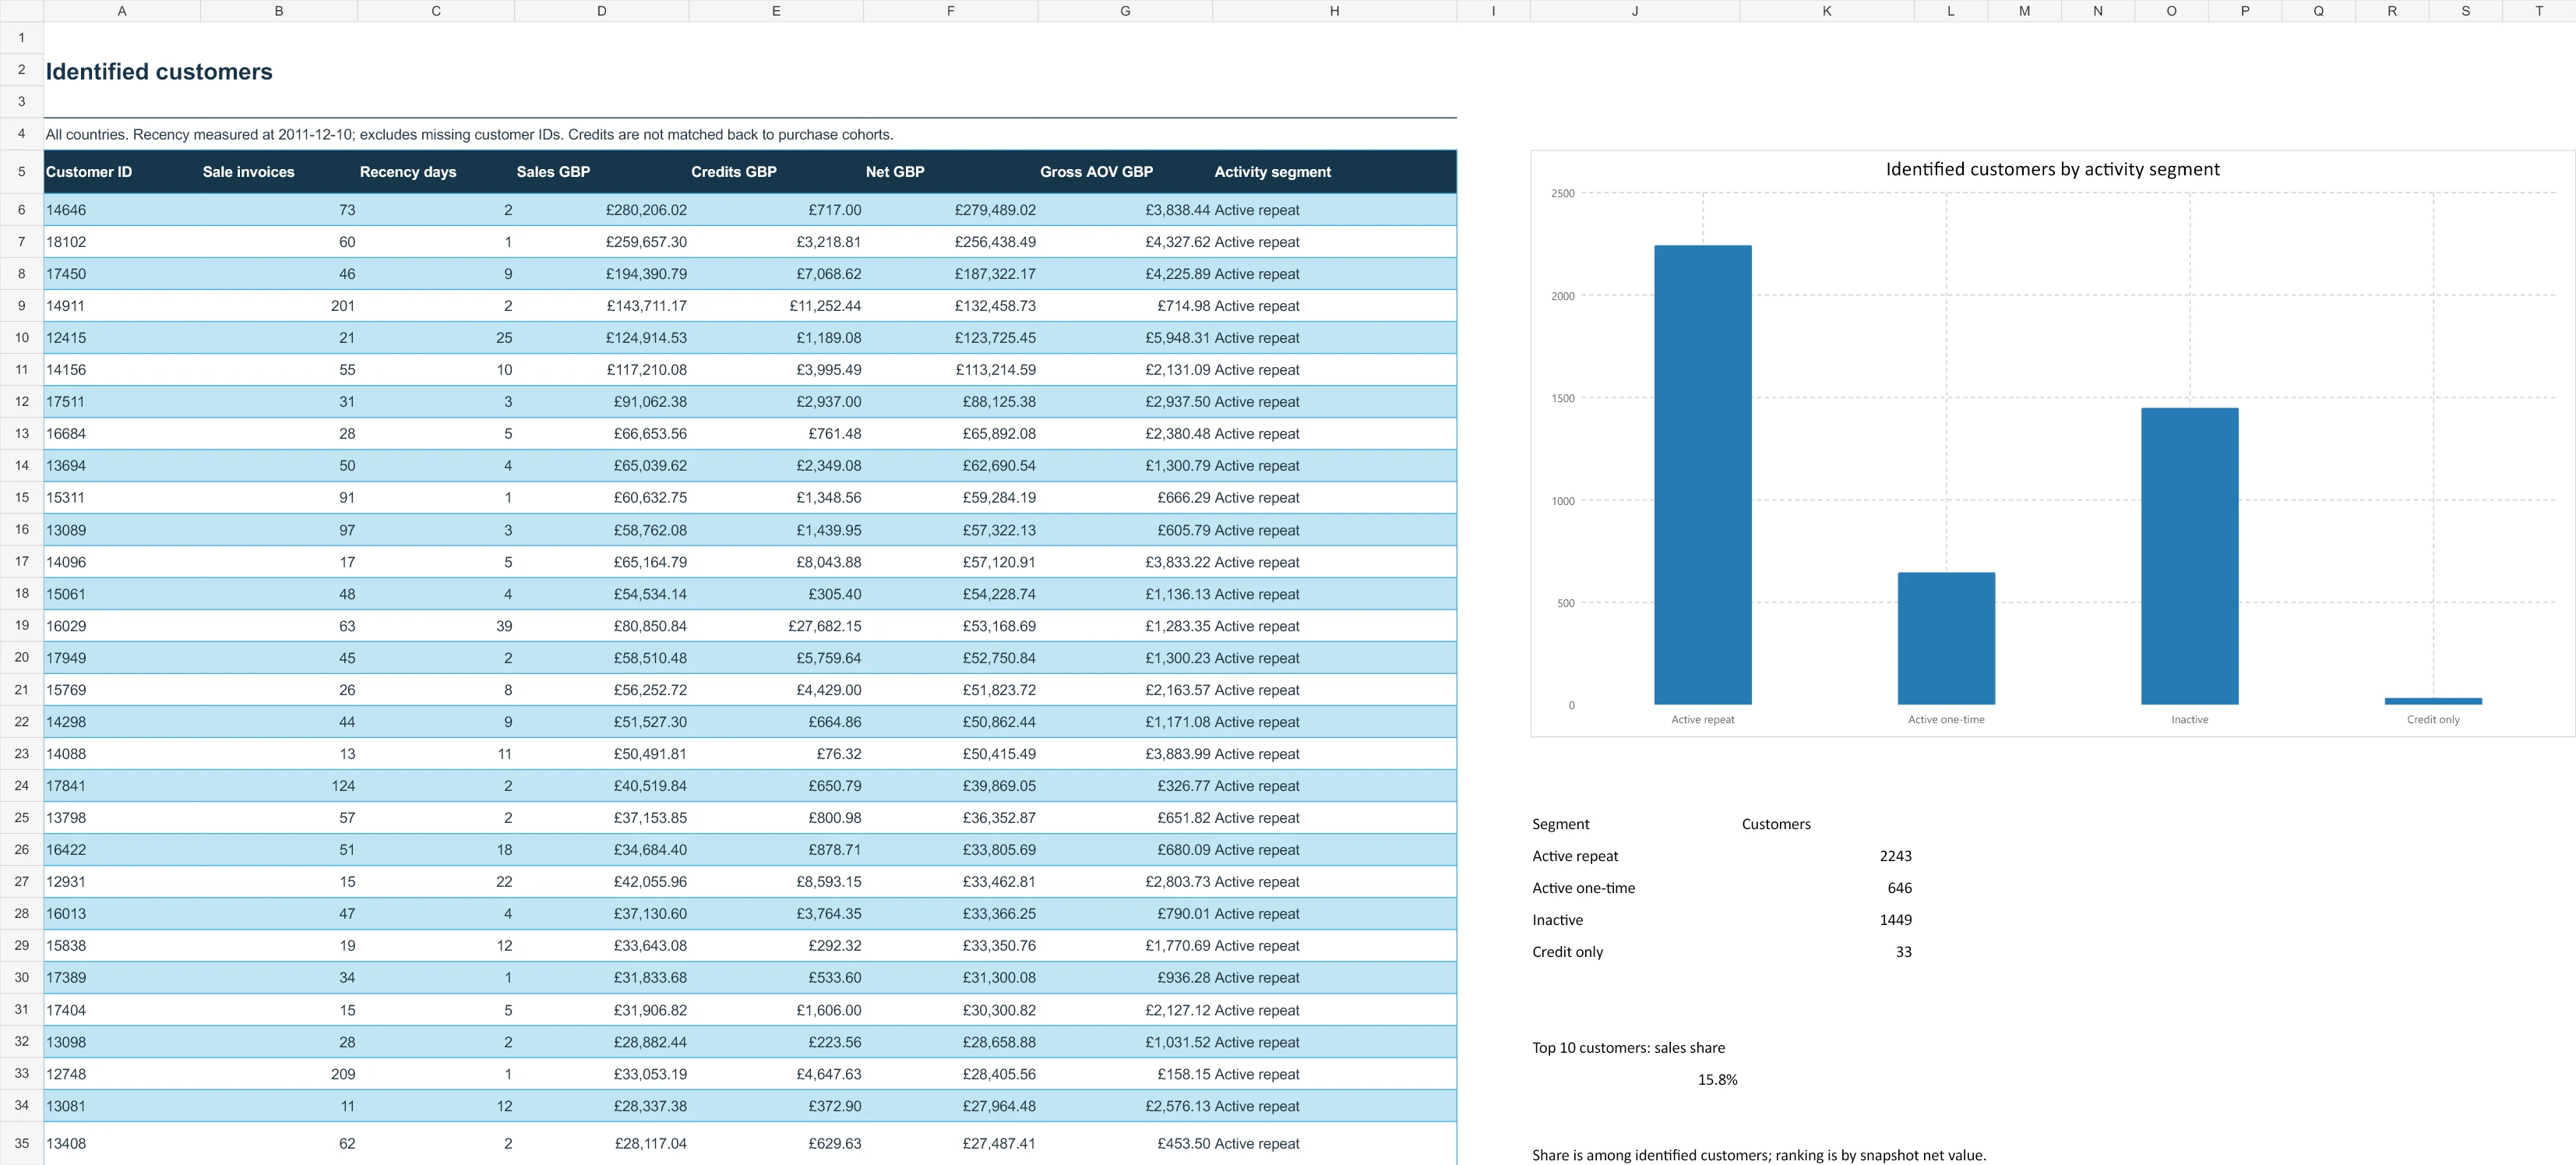 A B C D E F G H I J K L M N O P Q R S T
1
2 Identified customers
3
4 All countries. Recency measured at 2011-12-10; excludes missing customer IDs. Credits are not matched back to purchase cohorts.
5 Customer ID Sale invoices Recency days Sales GBP Credits GBP Net GBP Gross AOV GBP Activity segment
6 14646 73 2 £280,206.02 £717.00 £279,489.02 £3,838.44 Active repeat
7 18102 60 1 £259,657.30 £3,218.81 £256,438.49 £4,327.62 Active repeat
8 17450 46 9 £194,390.79 £7,068.62 £187,322.17 £4,225.89 Active repeat
9 14911 201 2 £143,711.17 £11,252.44 £132,458.73 £714.98 Active repeat
10 12415 21 25 £124,914.53 £1,189.08 £123,725.45 £5,948.31 Active repeat
11 14156 55 10 £117,210.08 £3,995.49 £113,214.59 £2,131.09 Active repeat
12 17511 31 3 £91,062.38 £2,937.00 £88,125.38 £2,937.50 Active repeat
13 16684 28 5 £66,653.56 £761.48 £65,892.08 £2,380.48 Active repeat
14 13694 50 4 £65,039.62 £2,349.08 £62,690.54 £1,300.79 Active repeat
15 15311 91 1 £60,632.75 £1,348.56 £59,284.19 £666.29 Active repeat
16 13089 97 3 £58,762.08 £1,439.95 £57,322.13 £605.79 Active repeat
17 14096 17 5 £65,164.79 £8,043.88 £57,120.91 £3,833.22 Active repeat
18 15061 48 4 £54,534.14 £305.40 £54,228.74 £1,136.13 Active repeat
19 16029 63 39 £80,850.84 £27,682.15 £53,168.69 £1,283.35 Active repeat
20 17949 45 2 £58,510.48 £5,759.64 £52,750.84 £1,300.23 Active repeat
21 15769 26 8 £56,252.72 £4,429.00 £51,823.72 £2,163.57 Active repeat
22 14298 44 9 £51,527.30 £664.86 £50,862.44 £1,171.08 Active repeat
23 14088 13 11 £50,491.81 £76.32 £50,415.49 £3,883.99 Active repeat
24 17841 124 2 £40,519.84 £650.79 £39,869.05 £326.77 Active repeat
25 13798 57 2 £37,153.85 £800.98 £36,352.87 £651.82 Active repeat
26 16422 51 18 £34,684.40 £878.71 £33,805.69 £680.09 Active repeat
27 12931 15 22 £42,055.96 £8,593.15 £33,462.81 £2,803.73 Active repeat
28 16013 47 4 £37,130.60 £3,764.35 £33,366.25 £790.01 Active repeat
29 15838 19 12 £33,643.08 £292.32 £33,350.76 £1,770.69 Active repeat
30 17389 34 1 £31,833.68 £533.60 £31,300.08 £936.28 Active repeat
31 17404 15 5 £31,906.82 £1,606.00 £30,300.82 £2,127.12 Active repeat
32 13098 28 2 £28,882.44 £223.56 £28,658.88 £1,031.52 Active repeat
33 12748 209 1 £33,053.19 £4,647.63 £28,405.56 £158.15 Active repeat
34 13081 11 12 £28,337.38 £372.90 £27,964.48 £2,576.13 Active repeat
35 13408 62 2 £28,117.04 £629.63 £27,487.41 £453.50 Active repeat
Identified customers by activity segment
2500
2000
1500
1000
500
0
Active repeat Active one-time Inactive Credit only
Segment Customers
Active repeat 2243
Active one-time 646
Inactive 1449
Credit only 33
Top 10 customers: sales share
15.8%
Share is among identified customers; ranking is by snapshot net value.